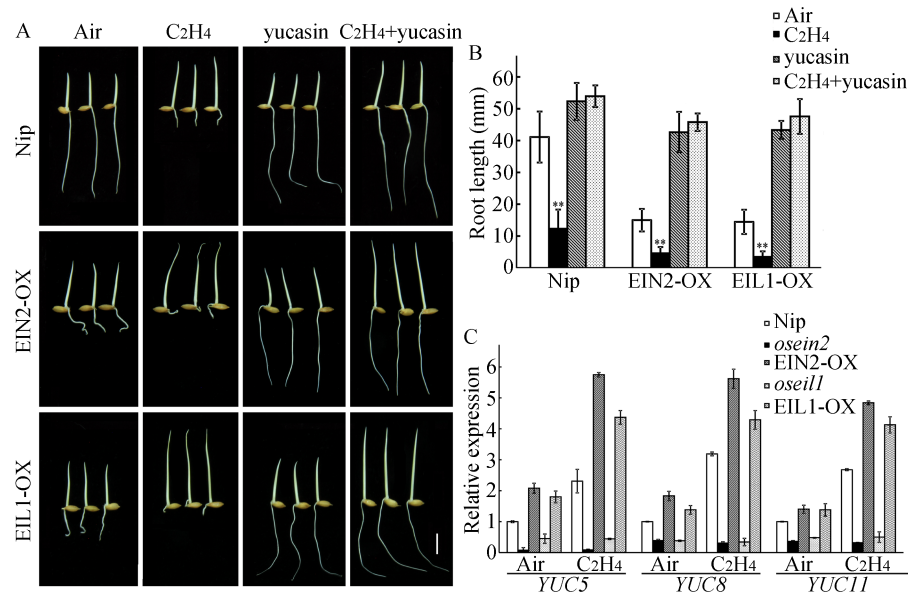 A
Air
C2H4
yucasin
C2H4+yucasin
Nip
EIN2-OX
EIL1-OX
B
Air
C2H4
yucasin
C2H4+yucasin
Root length (mm)
60
50
40
30
20
10
0
**
**
**
Nip
EIN2-OX
EIL1-OX
C
Nip
osein2
EIN2-OX
oseil1
EIL1-OX
Relative expression
6
5
4
3
2
1
0
Air
C2H4
Air
C2H4
Air
C2H4
YUC5
YUC8
YUC11